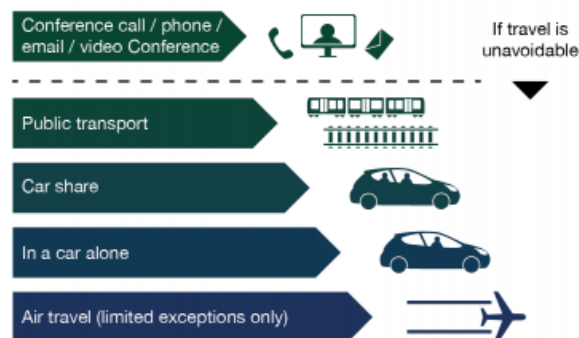 Conference call / phone /
email / video Conference
If travel is
unavoidable
Public transport
Car share
In a car alone
Air travel (limited exceptions only)